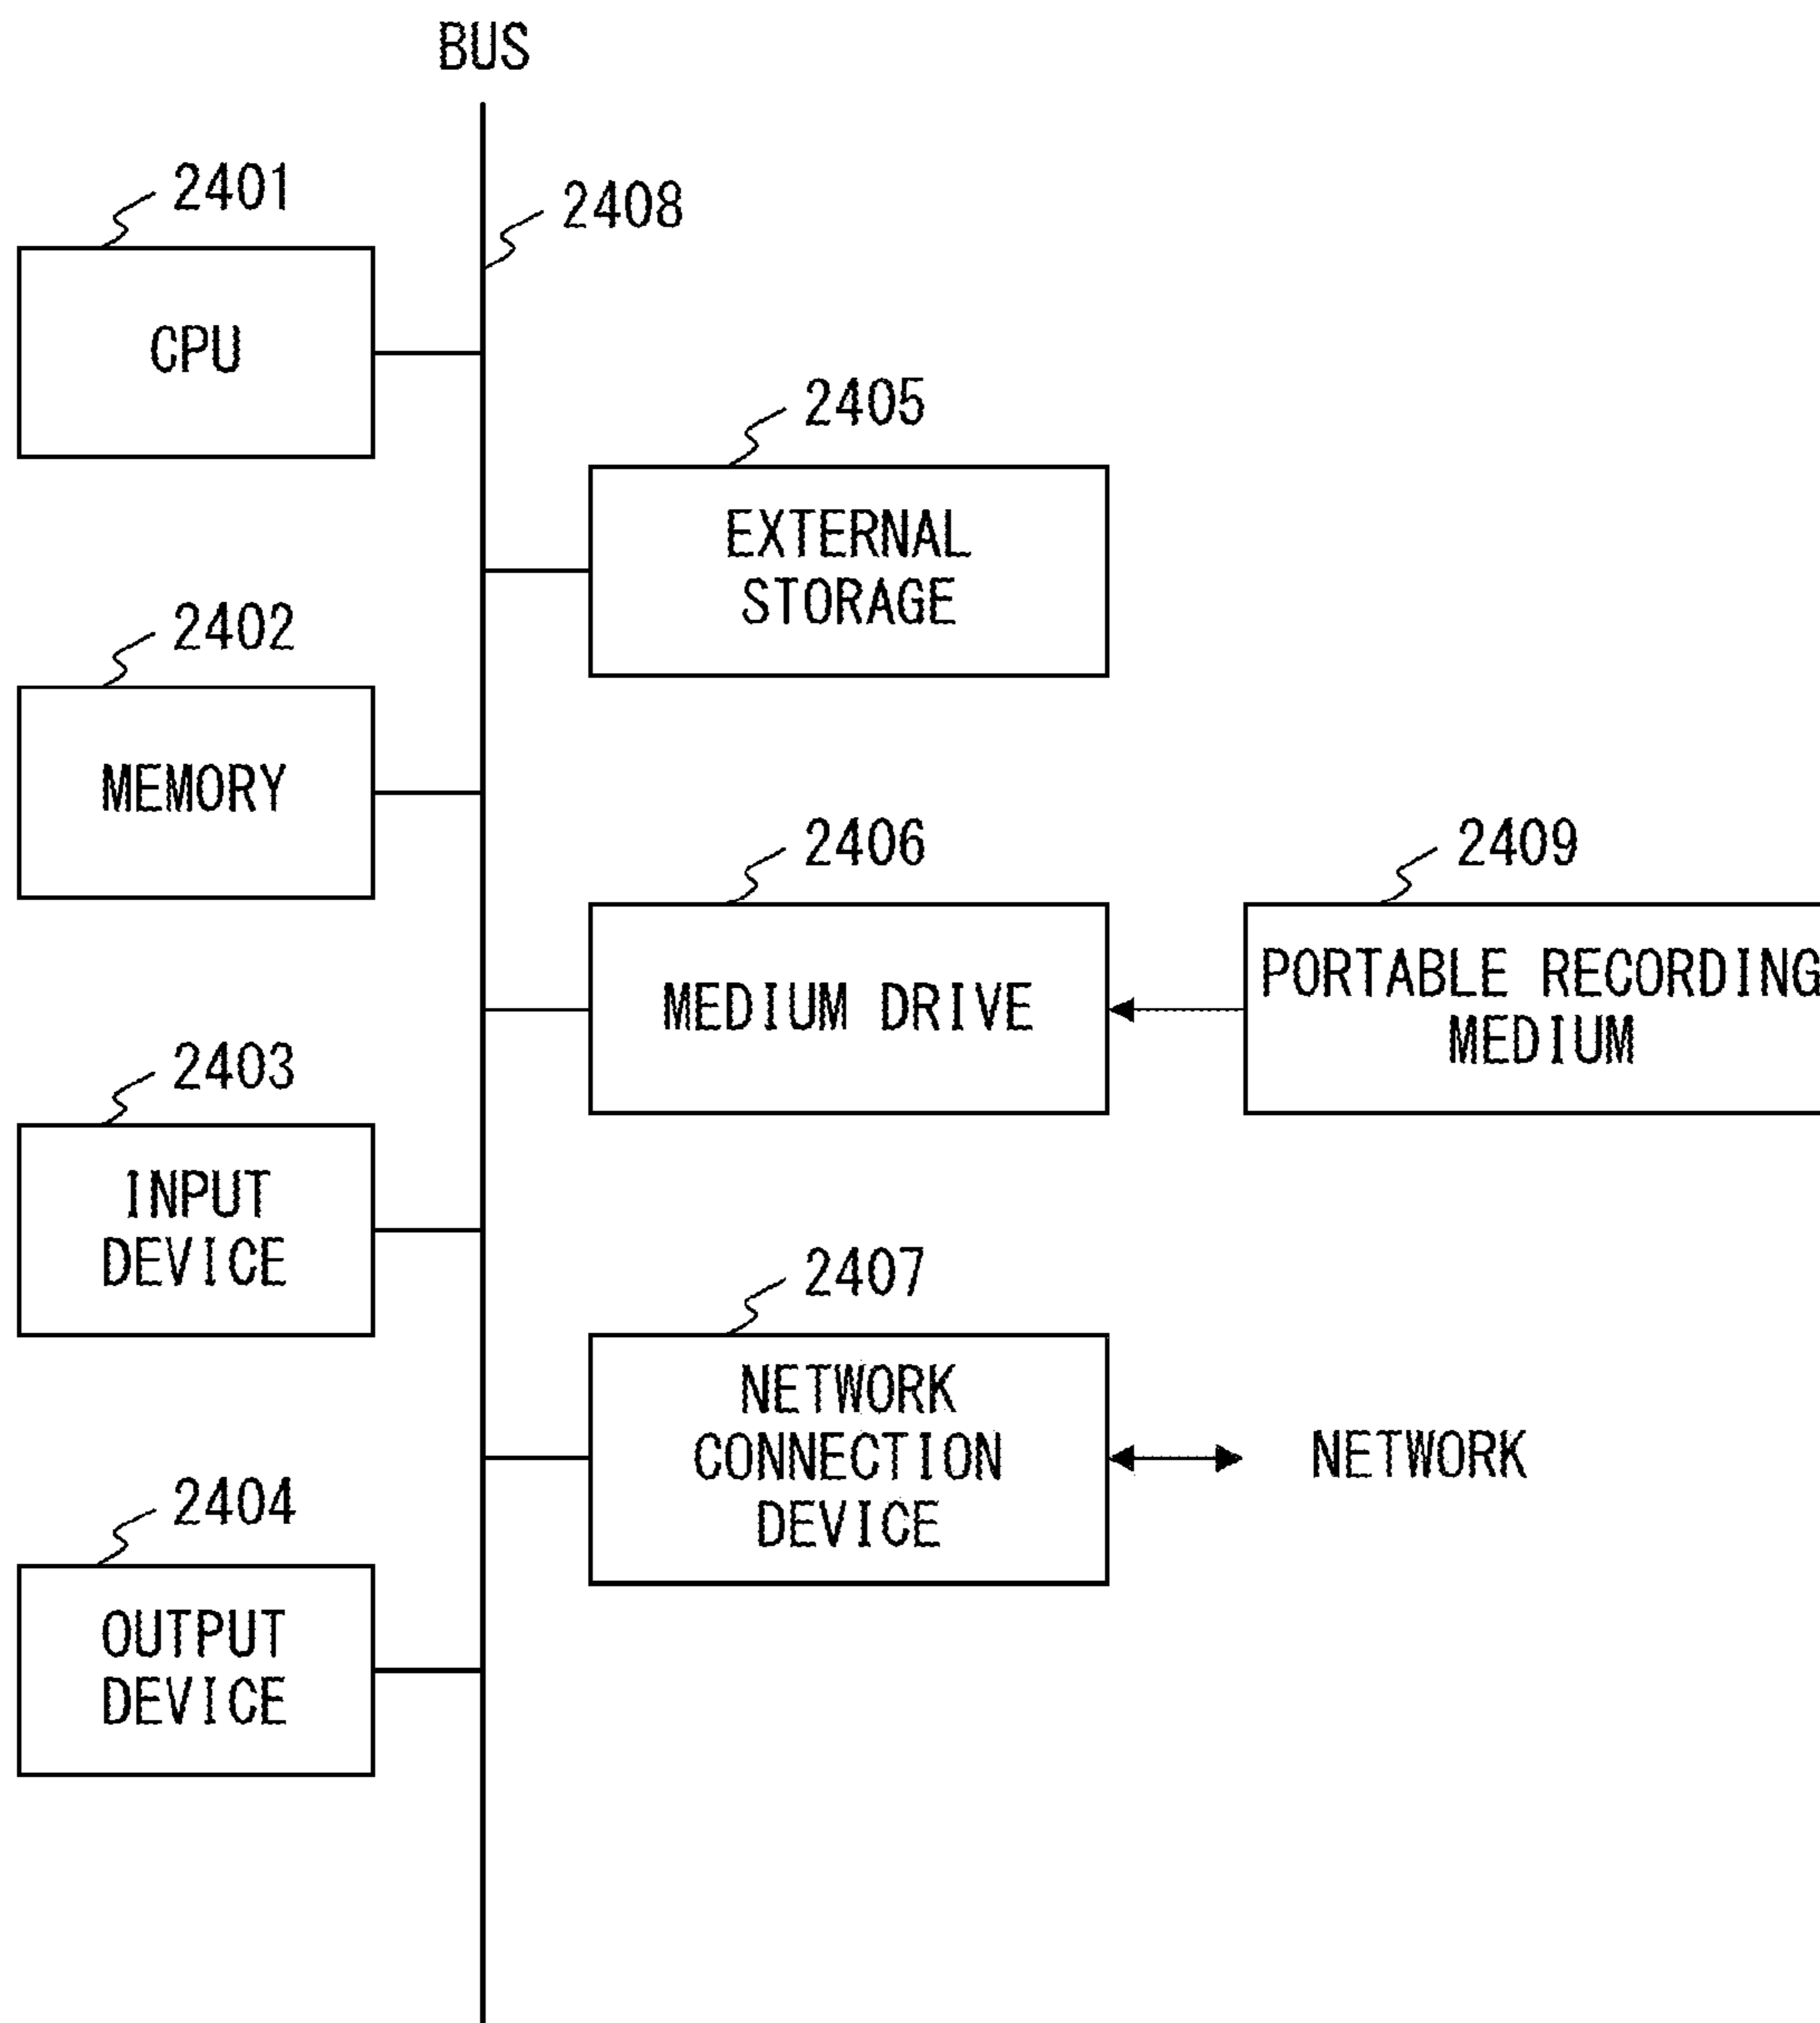 BUS
2401
2408
CPU
2405
EXTERNAL
STORAGE
2402
MEMORY
2406
2409
MEDIUM DRIVE
PORTABLE RECORDING
MEDIUM
2403
INPUT
DEVICE
2407
NETWORK
CONNECTION
DEVICE
NETWORK
2404
OUTPUT
DEVICE